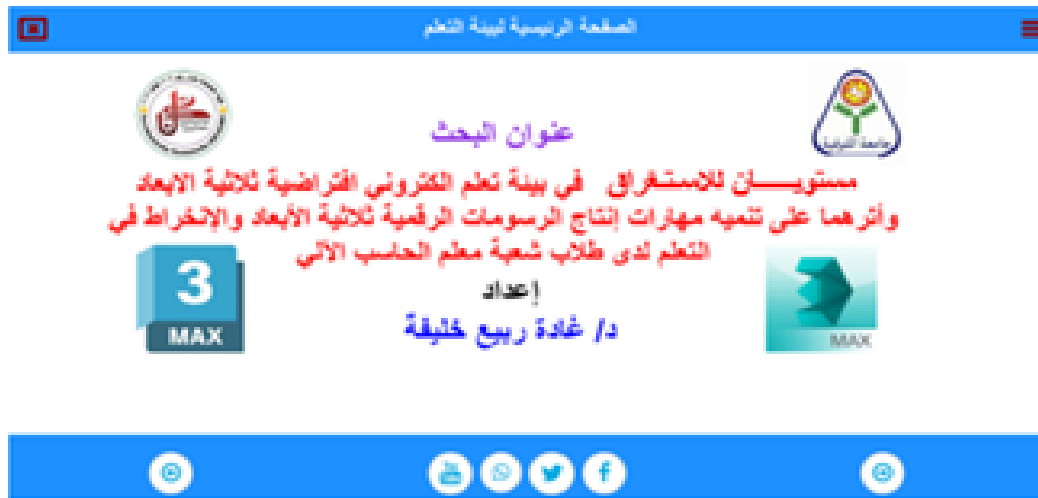 الصفحة الرئيسية لبيئة التعلم
عنوان البحث
مستويـــــان للاستغراق في بيئة تعلم الكتروني افتراضية ثلاثية الابعاد
وأثرهما على تنميه مهارات إنتاج الرسومات الرقمية ثلاثية الأبعاد والإنخراط في
التعلم لدى طلاب شعبة معلم الحاسب الآلي
إعداد
د/ غادة ربيع خليفة
3
MAX
MAX